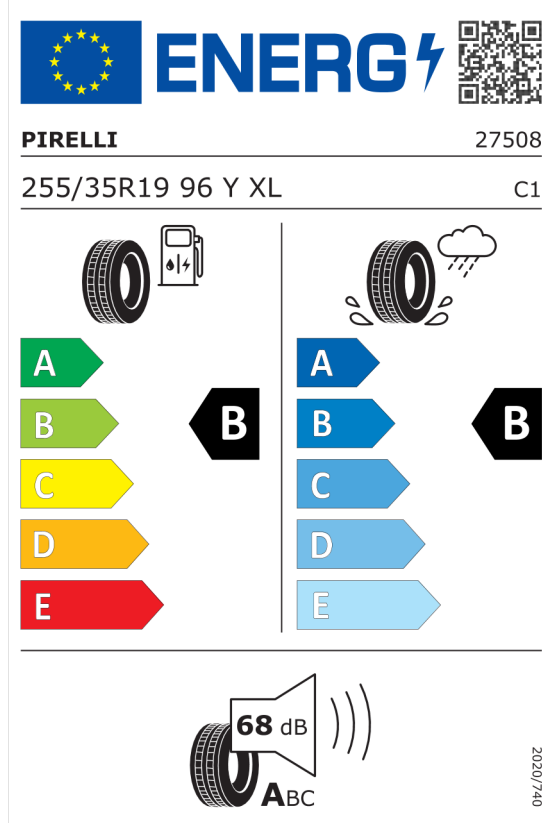 ENERG
PIRELLI 27508
255/35R19 96 Y XL C1
A
B
C
D
E
B
A
B
C
D
E
B
68 dB
ABC
2020/740